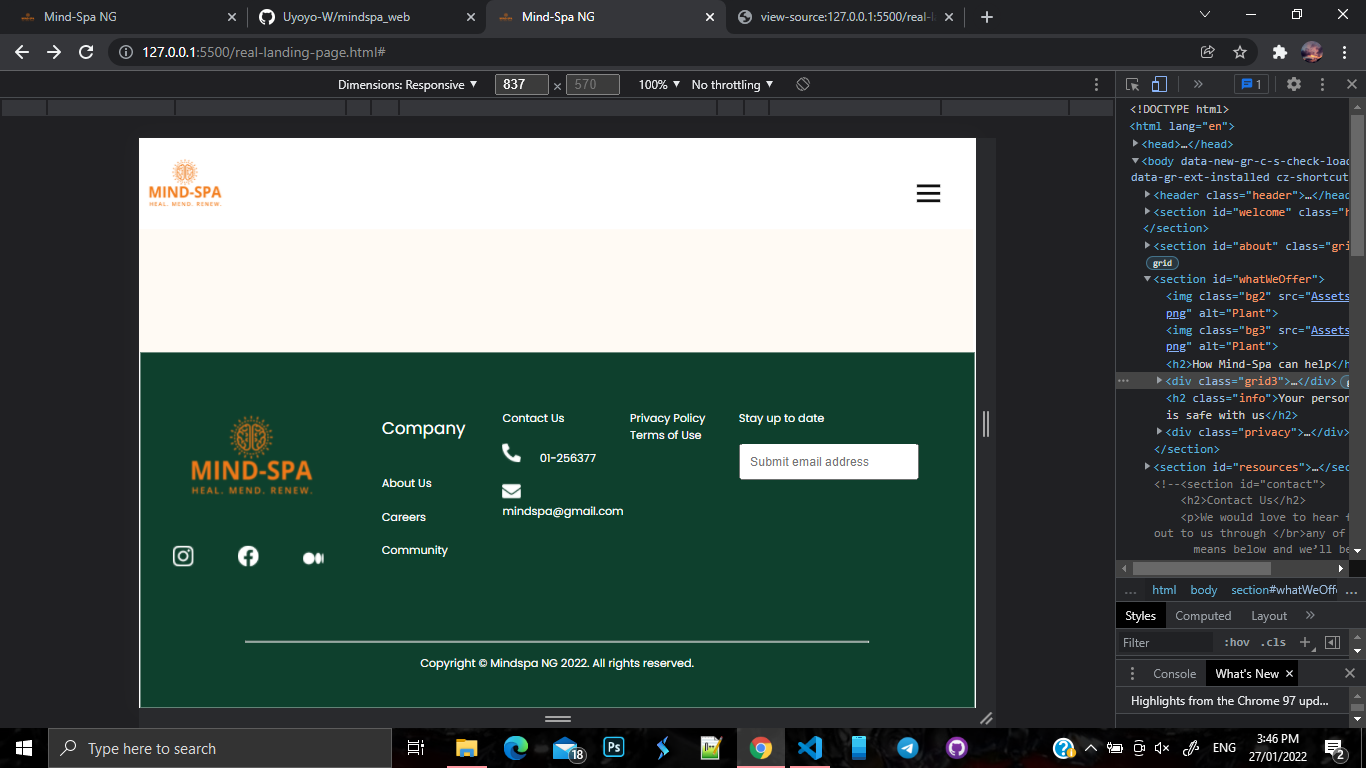 Mind-Spa NG
Uyoyo-W/mindspa_web
Mind-Spa NG
view-source:127.0.0.1:5500/real-l
127.0.0.1:5500/real-landing-page.html#
Dimensions: Responsive ▼ 837 × 570 100% ▼ No throttling ▼
1
MIND-SPA
HEAL. MEND. RENEW.
MIND-SPA
HEAL. MEND. RENEW.
Company
About Us
Careers
Community
Contact Us
01-256377
mindspa@gmail.com
Privacy Policy
Terms of Use
Stay up to date
Submit email address
Copyright © Mindspa NG 2022. All rights reserved.
<!DOCTYPE html>
<html lang="en">
<head>…</head>
<body data-new-gr-c-s-check-load
data-gr-ext-installed cz-shortcut
<header class="header">…</head
<section id="welcome" class="h
</section>
<section id="about" class="gri
grid
<section id="whatWeOffer">
<img class="bg2" src="Assets
png" alt="Plant">
<img class="bg3" src="Assets
png" alt="Plant">
<h2>How Mind-Spa can help</h
<div class="grid3">…</div> g
<h2 class="info">Your person
is safe with us</h2>
<div class="privacy">…</div>
</section>
<section id="resources">…</sec
<!--<section id="contact">
<h2>Contact Us</h2>
<p>We would love to hear f
out to us through </br>any of
means below and we’ll be
… html body section#whatWeOffe …
Styles Computed Layout »
Filter :hov .cls +
Console What's New ×
Highlights from the Chrome 97 upd...
Type here to search
Ps
18
ENG
3:46 PM
27/01/2022
2